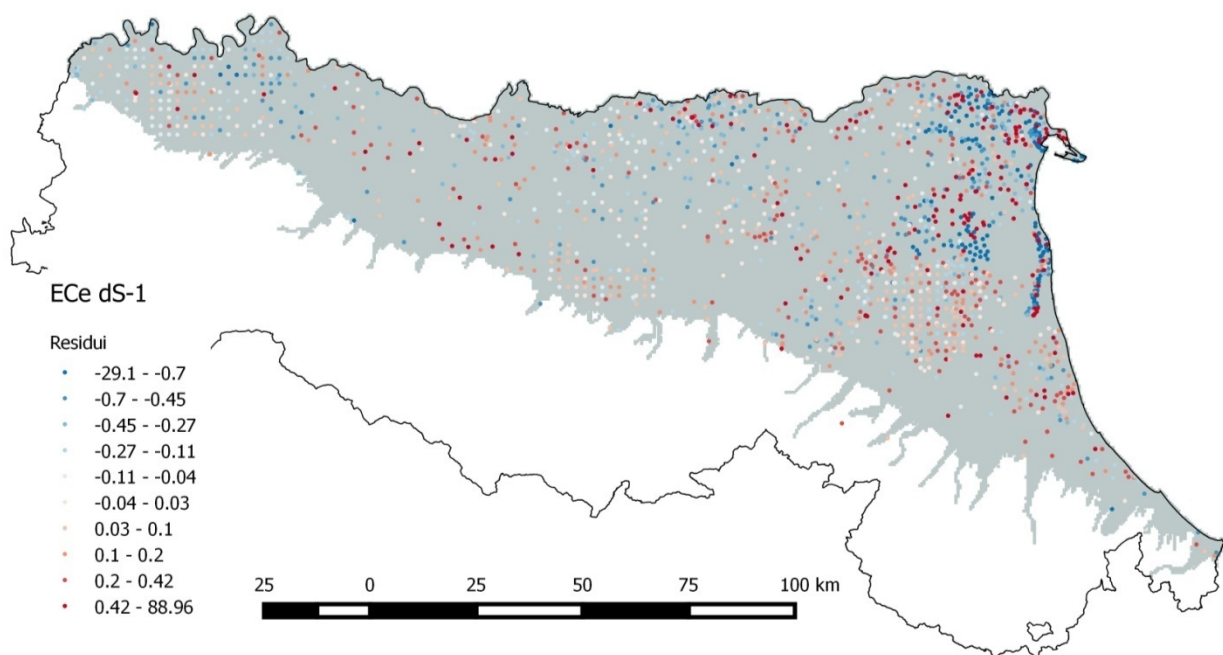 ECe dS-1
Residui
-29.1 - -0.7
-0.7 - -0.45
-0.45 - -0.27
-0.27 - -0.11
-0.11 - -0.04
-0.04 - 0.03
0.03 - 0.1
0.1 - 0.2
0.2 - 0.42
0.42 - 88.96
25 0 25 50 75 100 km